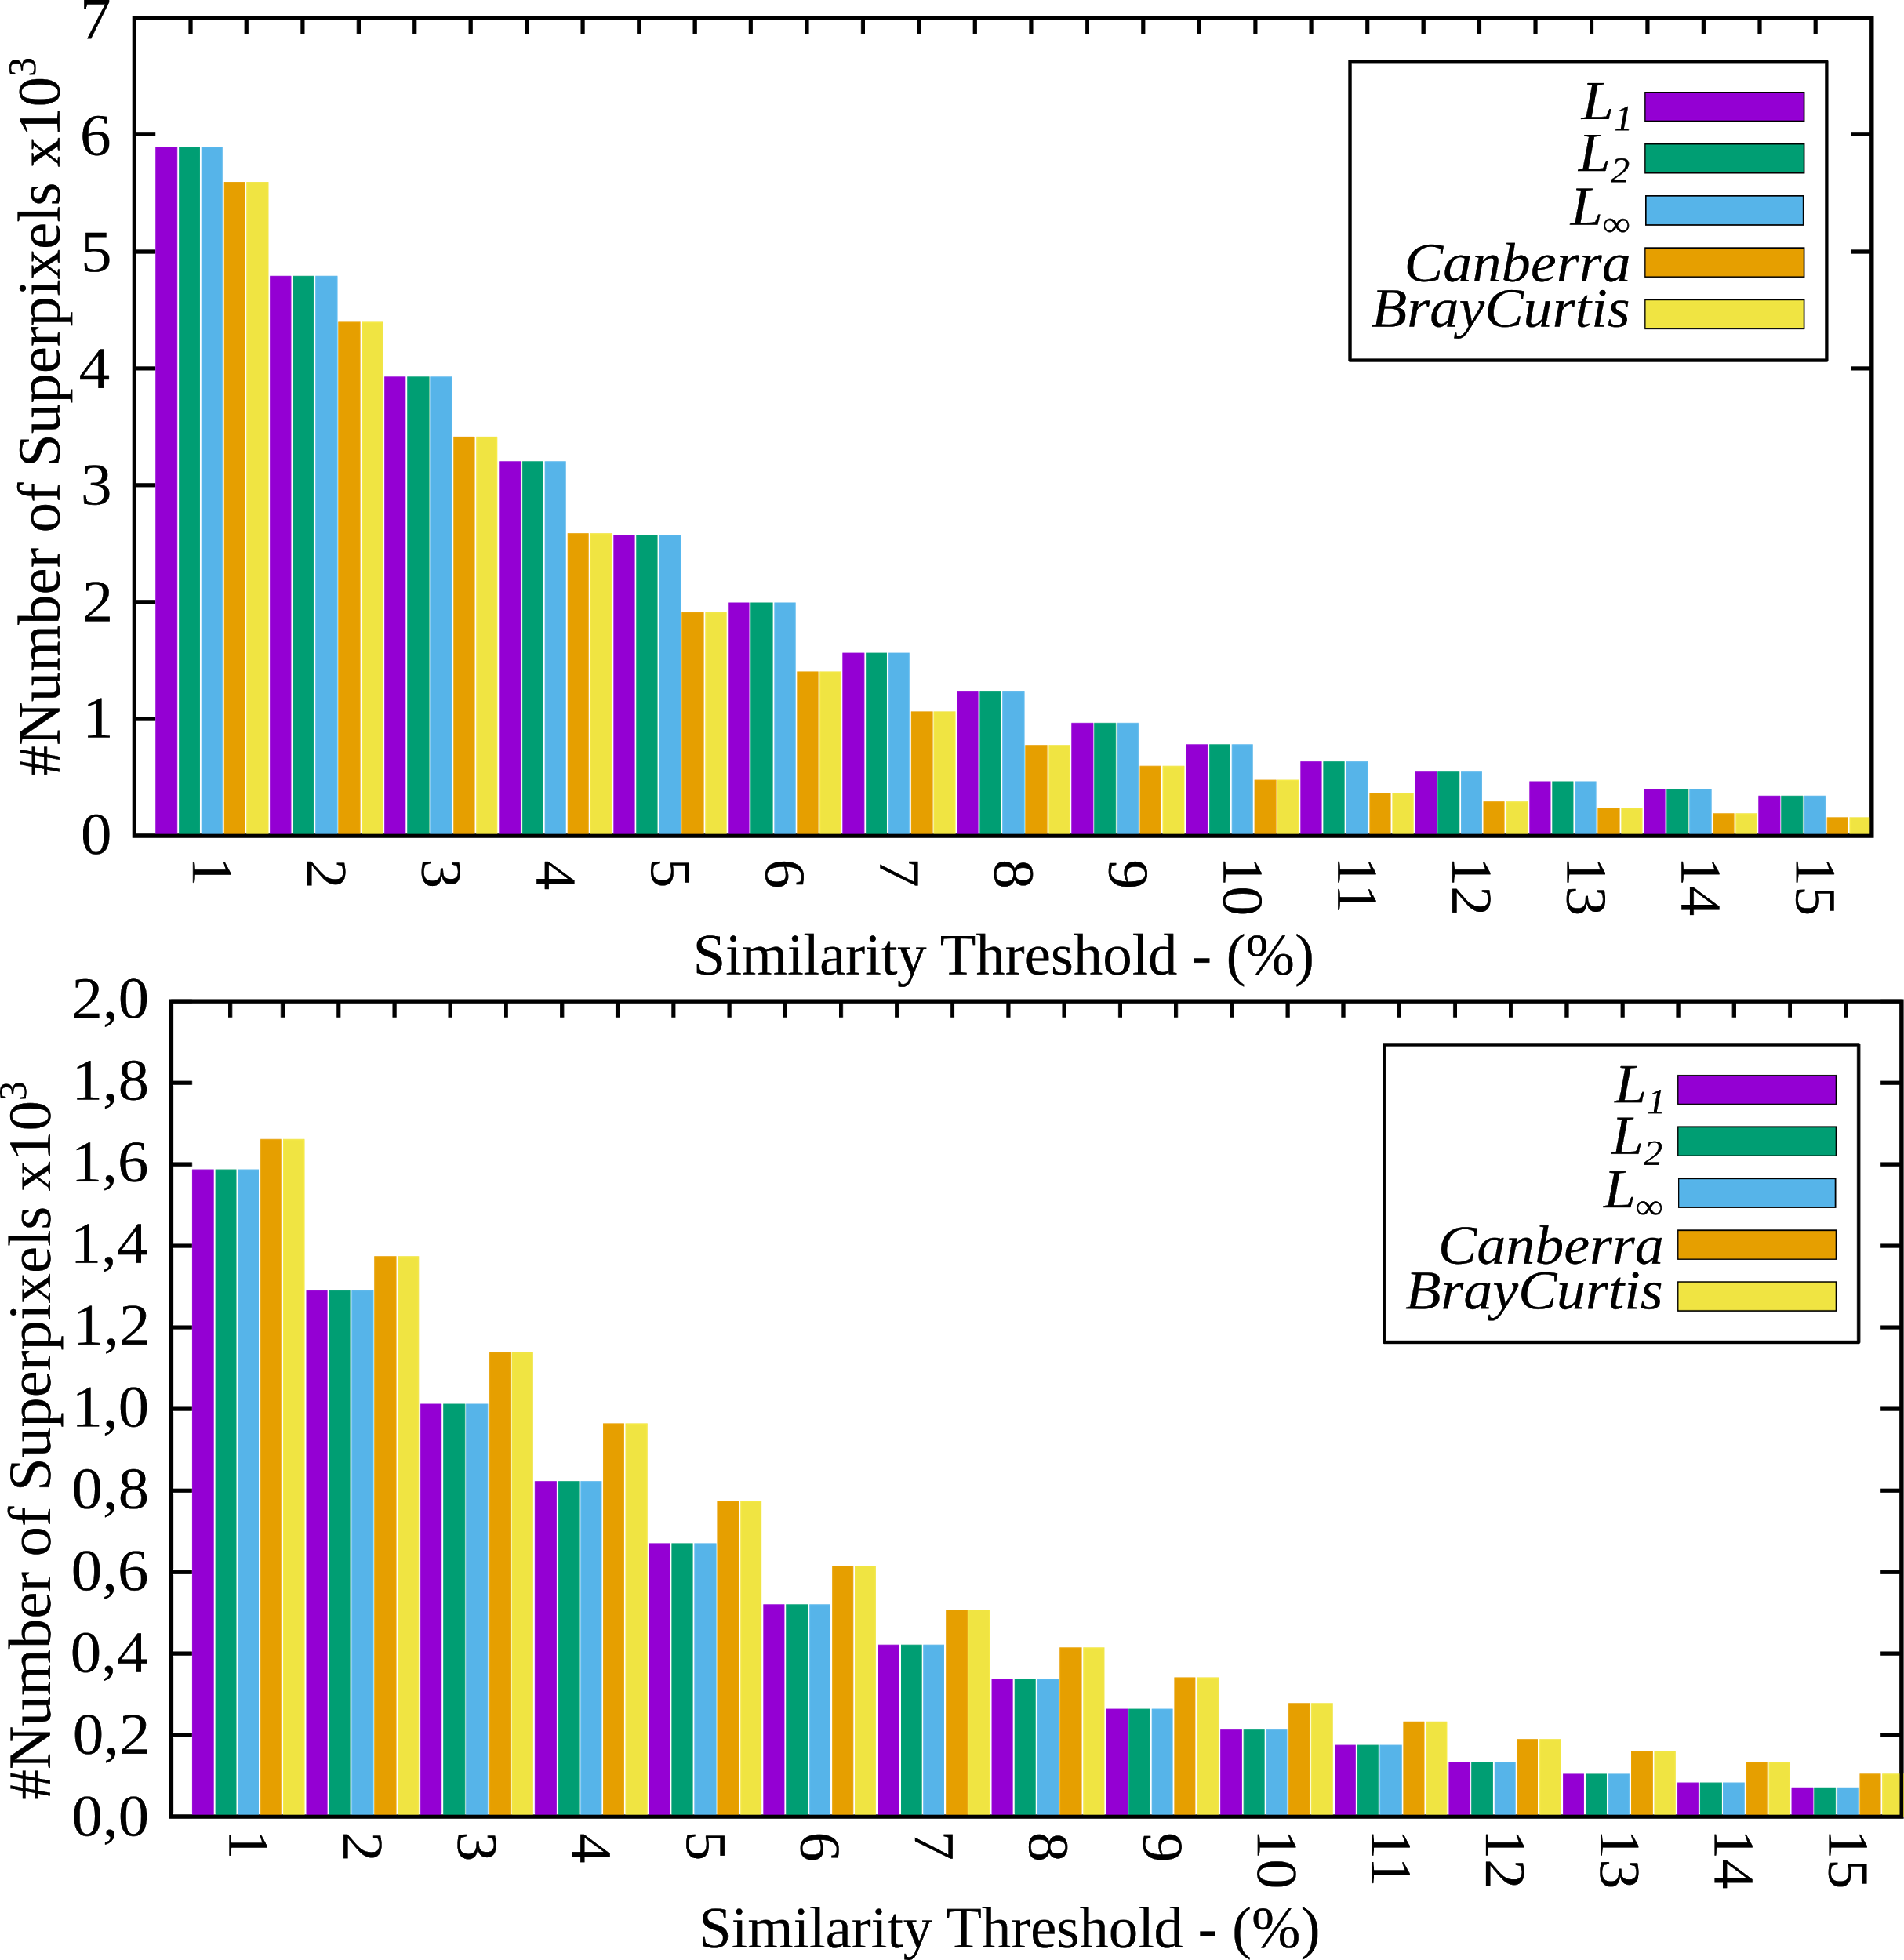 7
6
5
4
3
2
1
0
#Number of Superpixels x10³
L₁
L₂
L∞
Canberra
BrayCurtis
1 2 3 4 5 6 7 8 9 10 11 12 13 14 15
Similarity Threshold - (%)
2,0
1,8
1,6
1,4
1,2
1,0
0,8
0,6
0,4
0,2
0,0
#Number of Superpixels x10³
L₁
L₂
L∞
Canberra
BrayCurtis
1 2 3 4 5 6 7 8 9 10 11 12 13 14 15
Similarity Threshold - (%)